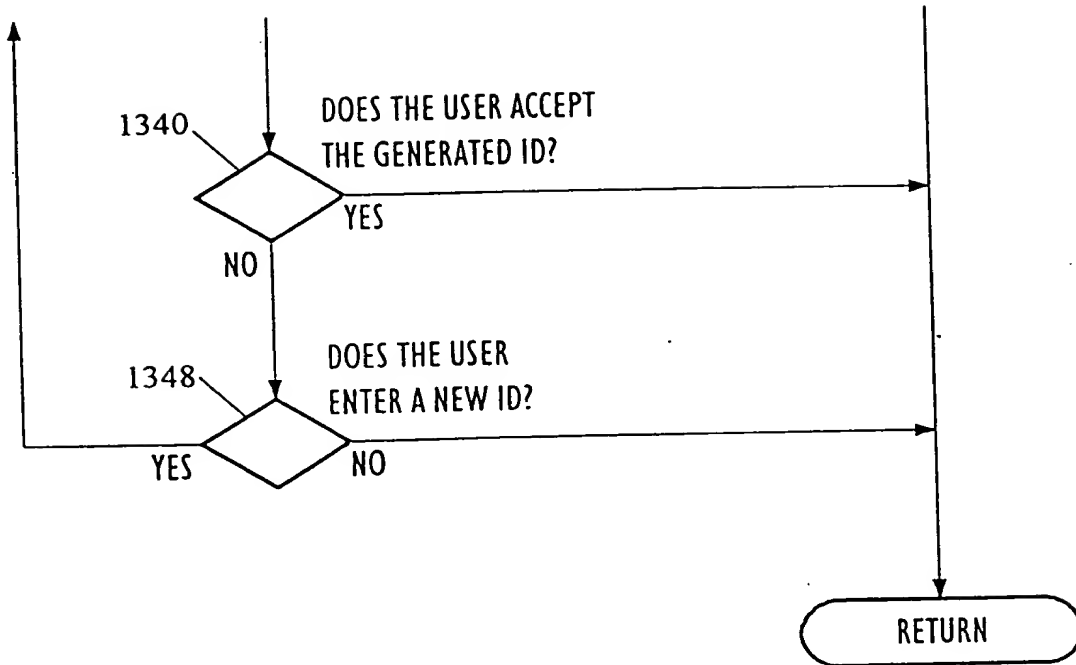 DOES THE USER ACCEPT
THE GENERATED ID?
1340
YES
NO
DOES THE USER
ENTER A NEW ID?
1348
YES
NO
RETURN